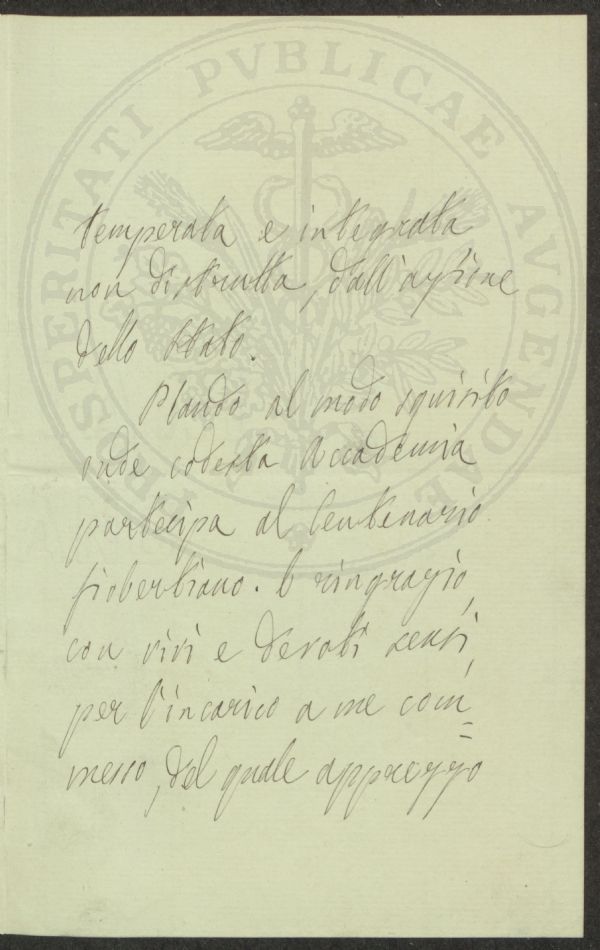 PROSPERITATI PVBLICAE AVGENDAE
temperata e integrata
non distrutta, dall'azione
dello Stato.
Plaudo al modo squisito
onde codesta Accademia
partecipa al Centenario
giobertiano. E ringrazio,
con vivi e devoti sensi,
per l'incarico a me com=
messo, del quale apprezzo